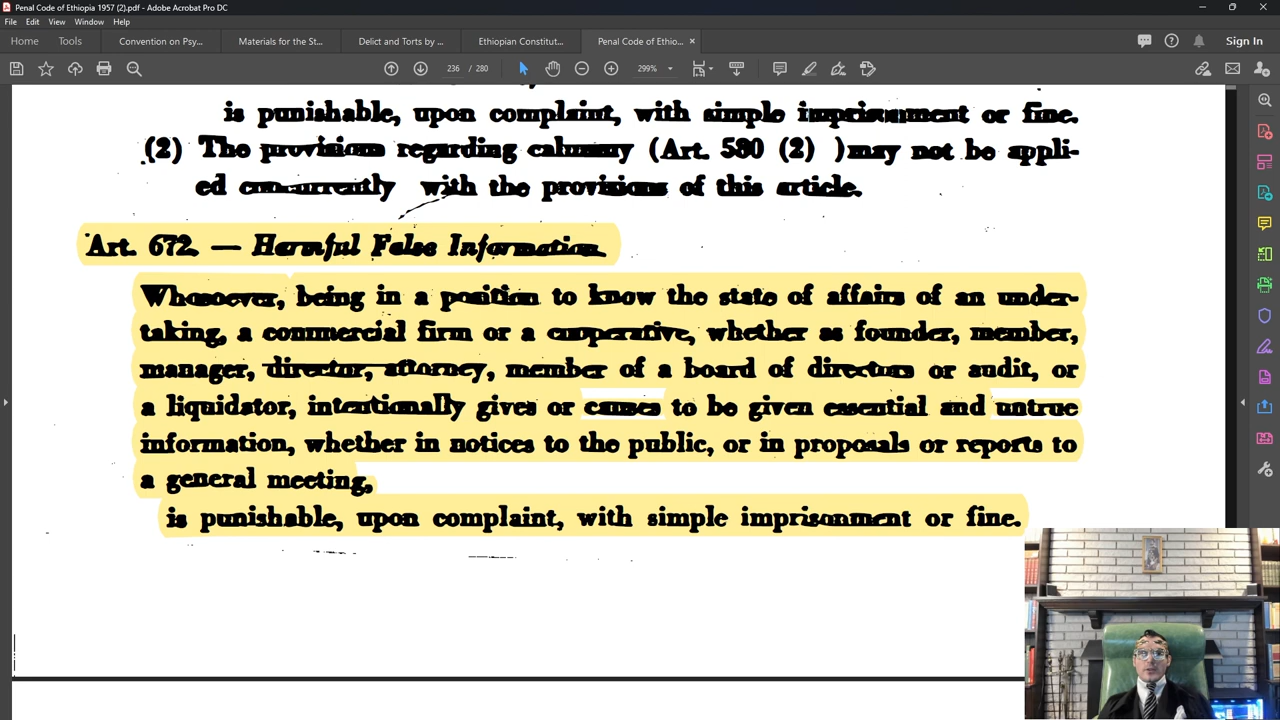 Penal Code of Ethiopia 1957 (2).pdf - Adobe Acrobat Pro DC
File Edit View Window Help
Home Tools Convention on Psy... Materials for the St... Delict and Torts by ... Ethiopian Constitut... Penal Code of Ethio... × Sign In
236 / 280 299%
is punishable, upon complaint, with simple imprisonment or fine.
(2) The provisions regarding calumny (Art. 580 (2) )may not be appli-
ed concurrently with the provisions of this article.
Art. 672. — Harmful False Information.
Whosoever, being in a position to know the state of affairs of an under-
taking, a commercial firm or a cooperative, whether as founder, member,
manager, director, attorney, member of a board of directors or audit, or
a liquidator, intentionally gives or causes to be given essential and untrue
information, whether in notices to the public, or in proposals or reports to
a general meeting,
is punishable, upon complaint, with simple imprisonment or fine.